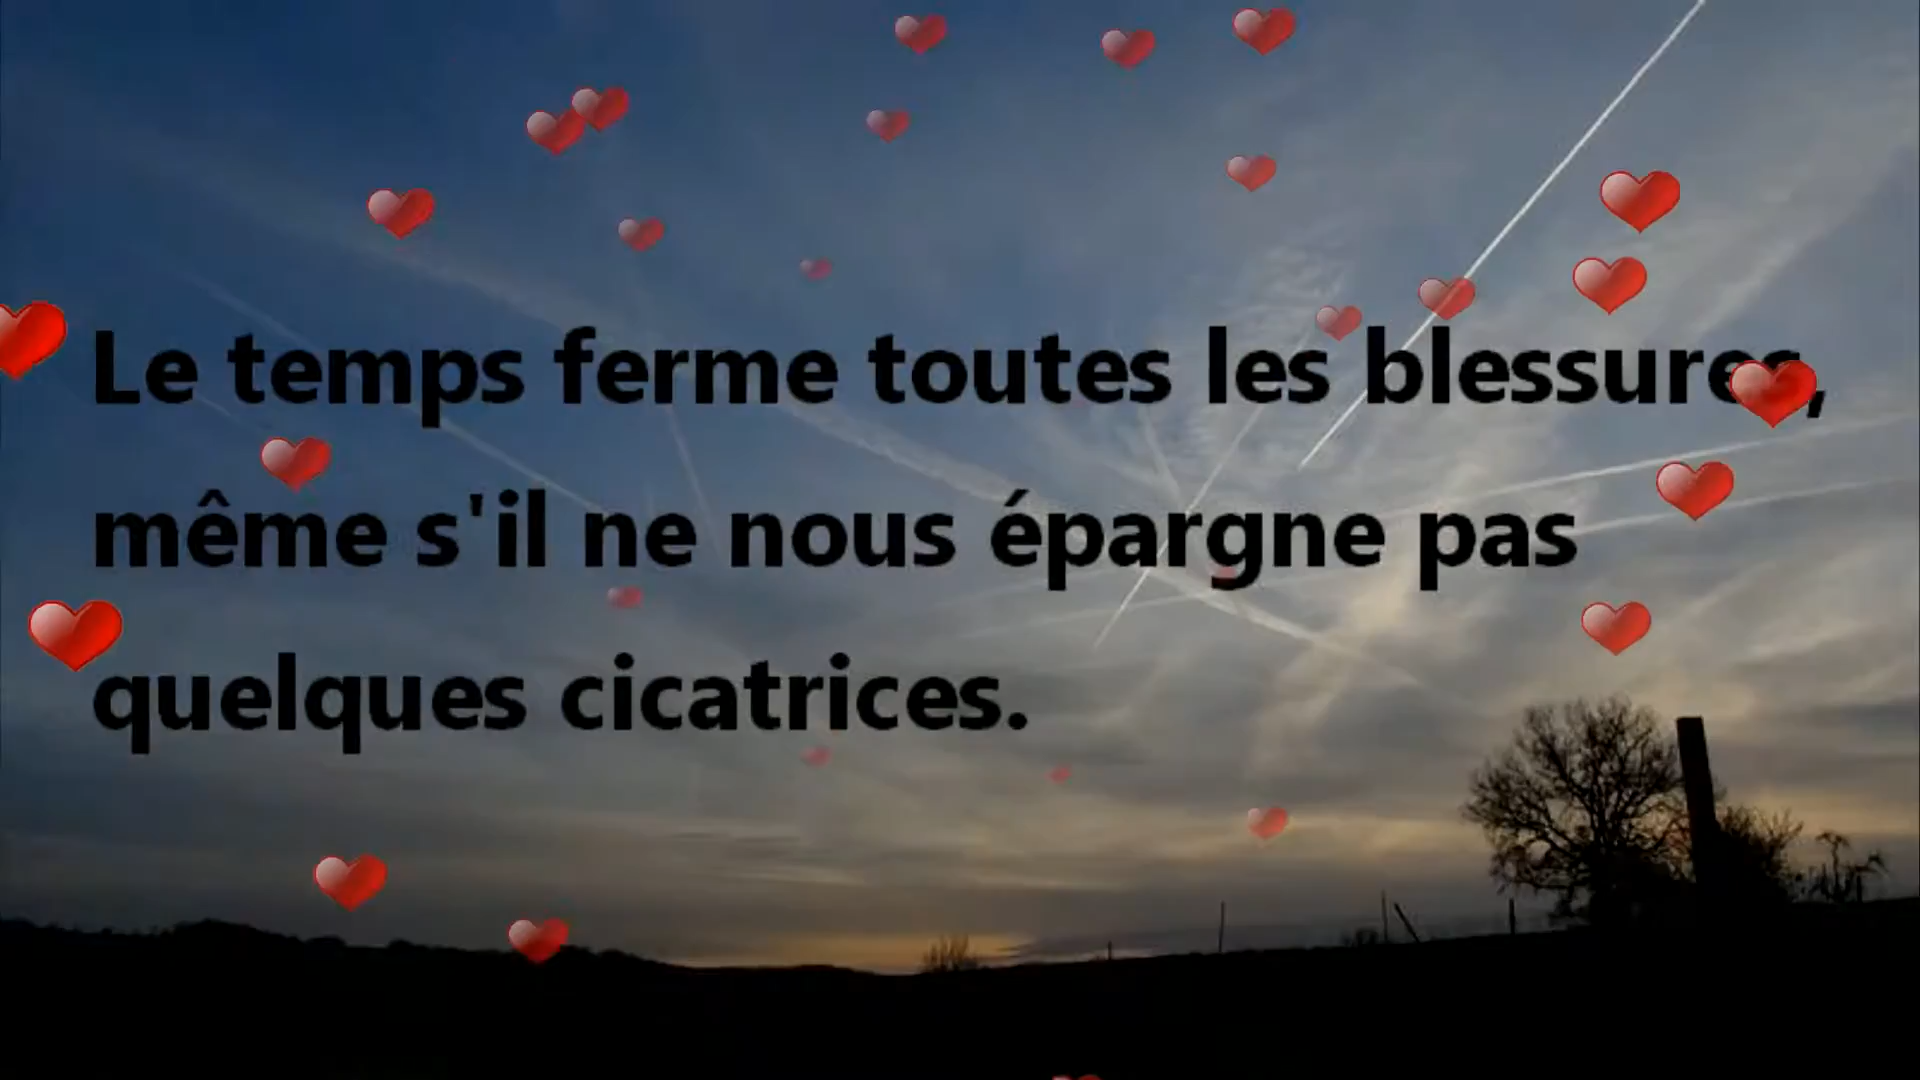 Le temps ferme toutes les blessures,
même s'il ne nous épargne pas
quelques cicatrices.